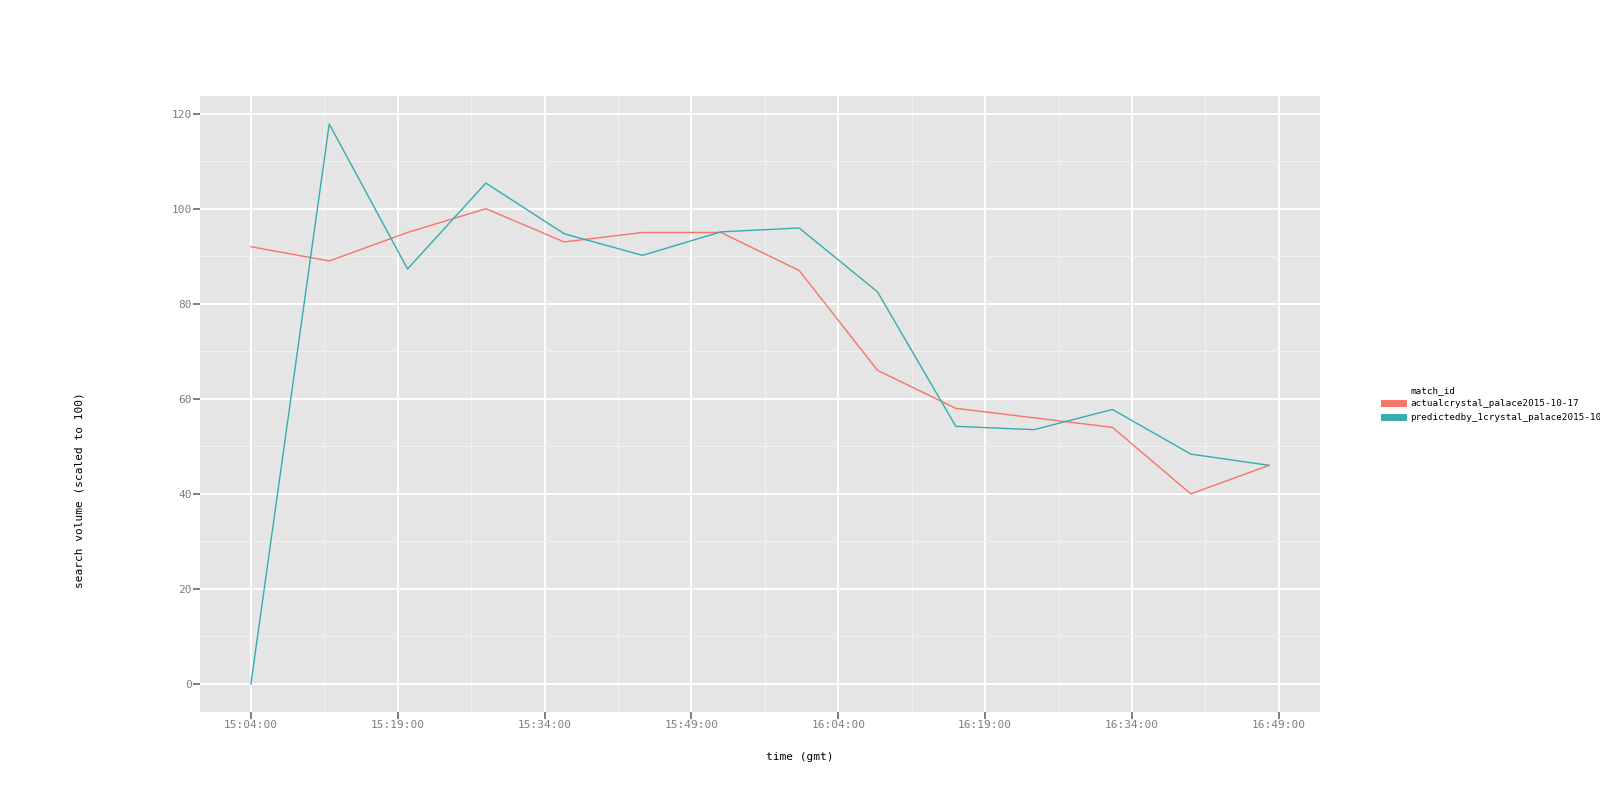 120
100
80
60
40
20
0
search volume (scaled to 100)
15:04:00 15:19:00 15:34:00 15:49:00 16:04:00 16:19:00 16:34:00 16:49:00
time (gmt)
match_id
actualcrystal_palace2015-10-17
predictedby_1crystal_palace2015-10